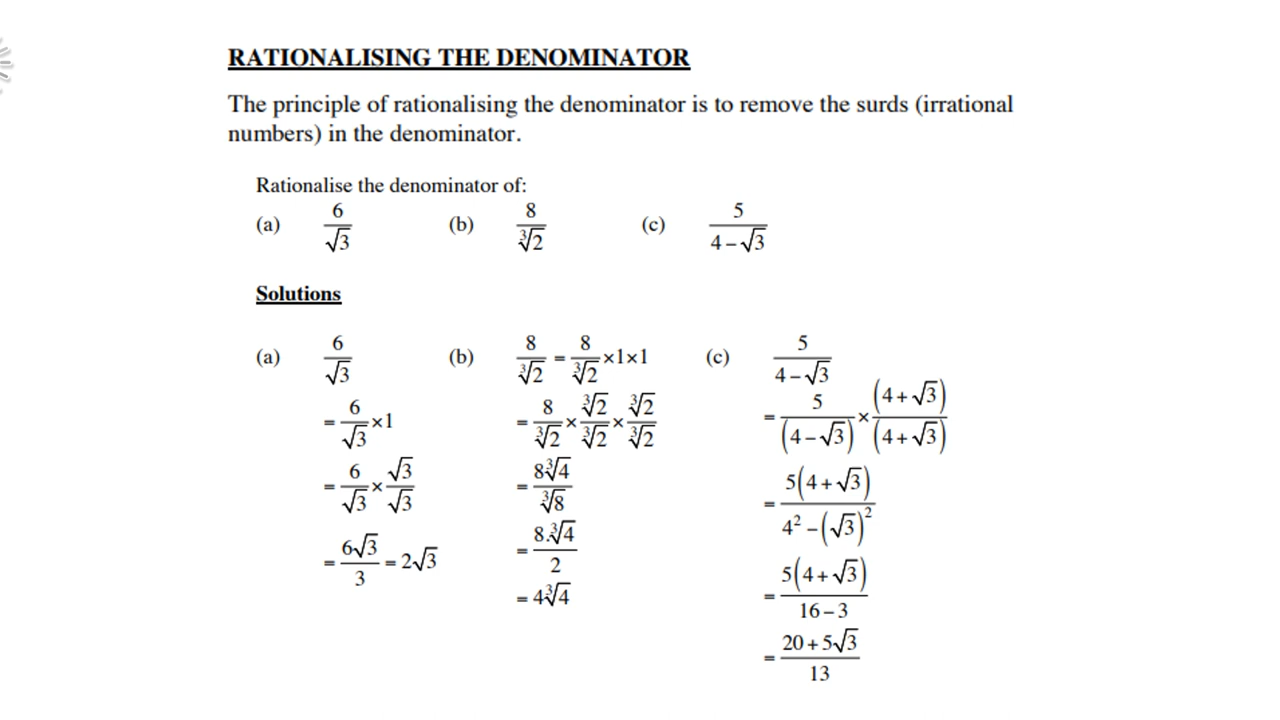 RATIONALISING THE DENOMINATOR
The principle of rationalising the denominator is to remove the surds (irrational
numbers) in the denominator.
Rationalise the denominator of:
(a) 6/√3 (b) 8/∛2 (c) 5/(4−√3)
Solutions
(a) 6/√3 (b) 8/∛2 = 8/∛2 ×1×1 (c) 5/(4−√3)
= 6/√3 ×1 = 8/∛2 × ∛2/∛2 × ∛2/∛2 = 5/(4−√3) × (4+√3)/(4+√3)
= 6/√3 × √3/√3 = 8∛4/∛8 = 5(4+√3)/(4²−(√3)²)
= 6√3/3 = 2√3 = 8.∛4/2 = 5(4+√3)/(16−3)
= 4∛4 = (20+5√3)/13